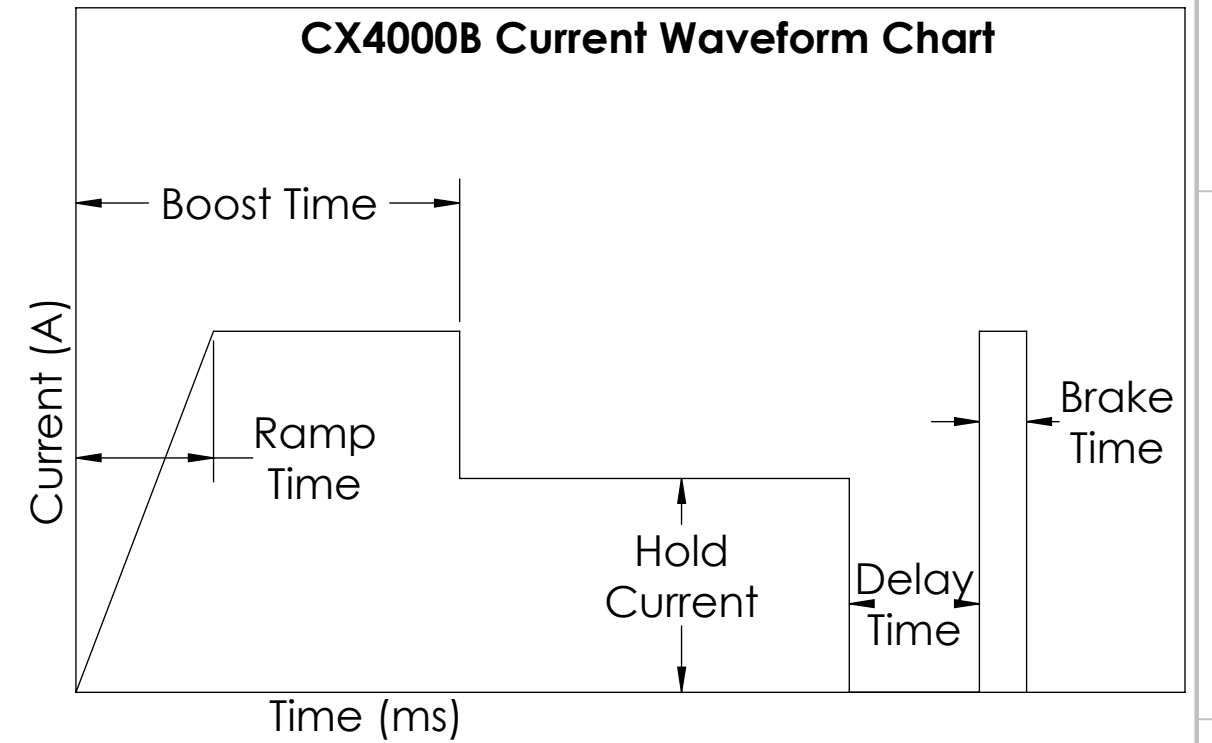 CX4000B Current Waveform Chart
Boost Time
Current (A)
Ramp
Time
Brake
Time
Hold
Current
Delay
Time
Time (ms)